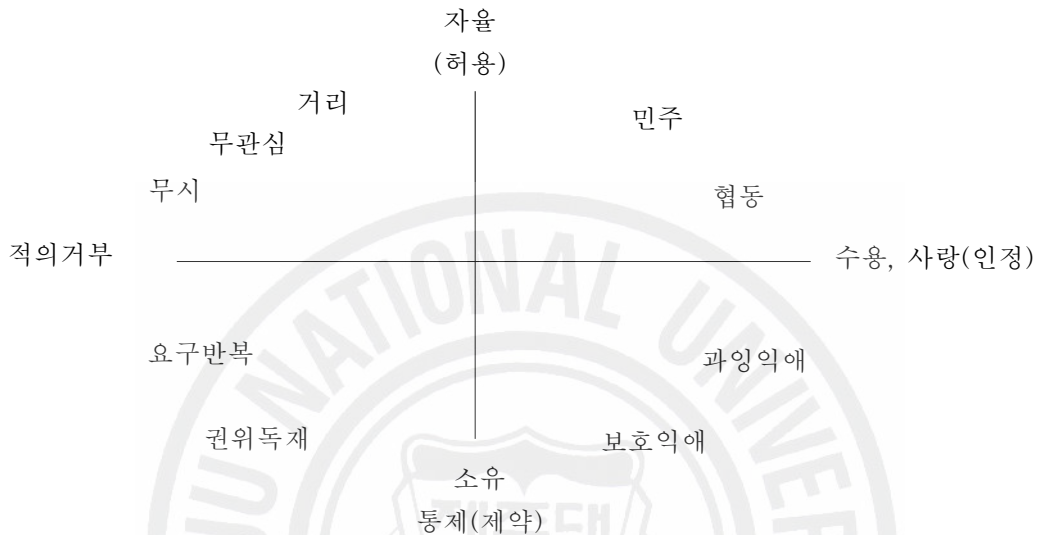 자율
(허용)
거리
민주
무관심
무시
협동
적의거부
수용, 사랑(인정)
요구반복
과잉익애
권위독재
보호익애
소유
통제(제약)
NATIONAL UNIVE